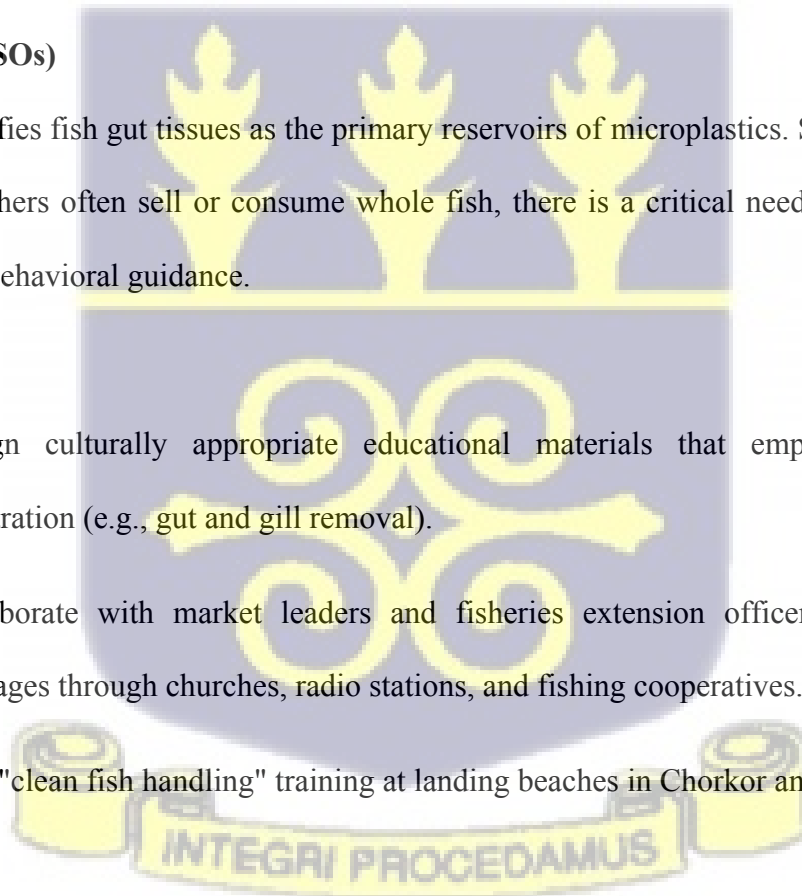 SOs)
fies fish gut tissues as the primary reservoirs of microplastics. S
hers often sell or consume whole fish, there is a critical need
ehavioral guidance.
gn culturally appropriate educational materials that emp
ration (e.g., gut and gill removal).
borate with market leaders and fisheries extension officer
ages through churches, radio stations, and fishing cooperatives.
"clean fish handling" training at landing beaches in Chorkor an
INTEGRI PROCEDAMUS